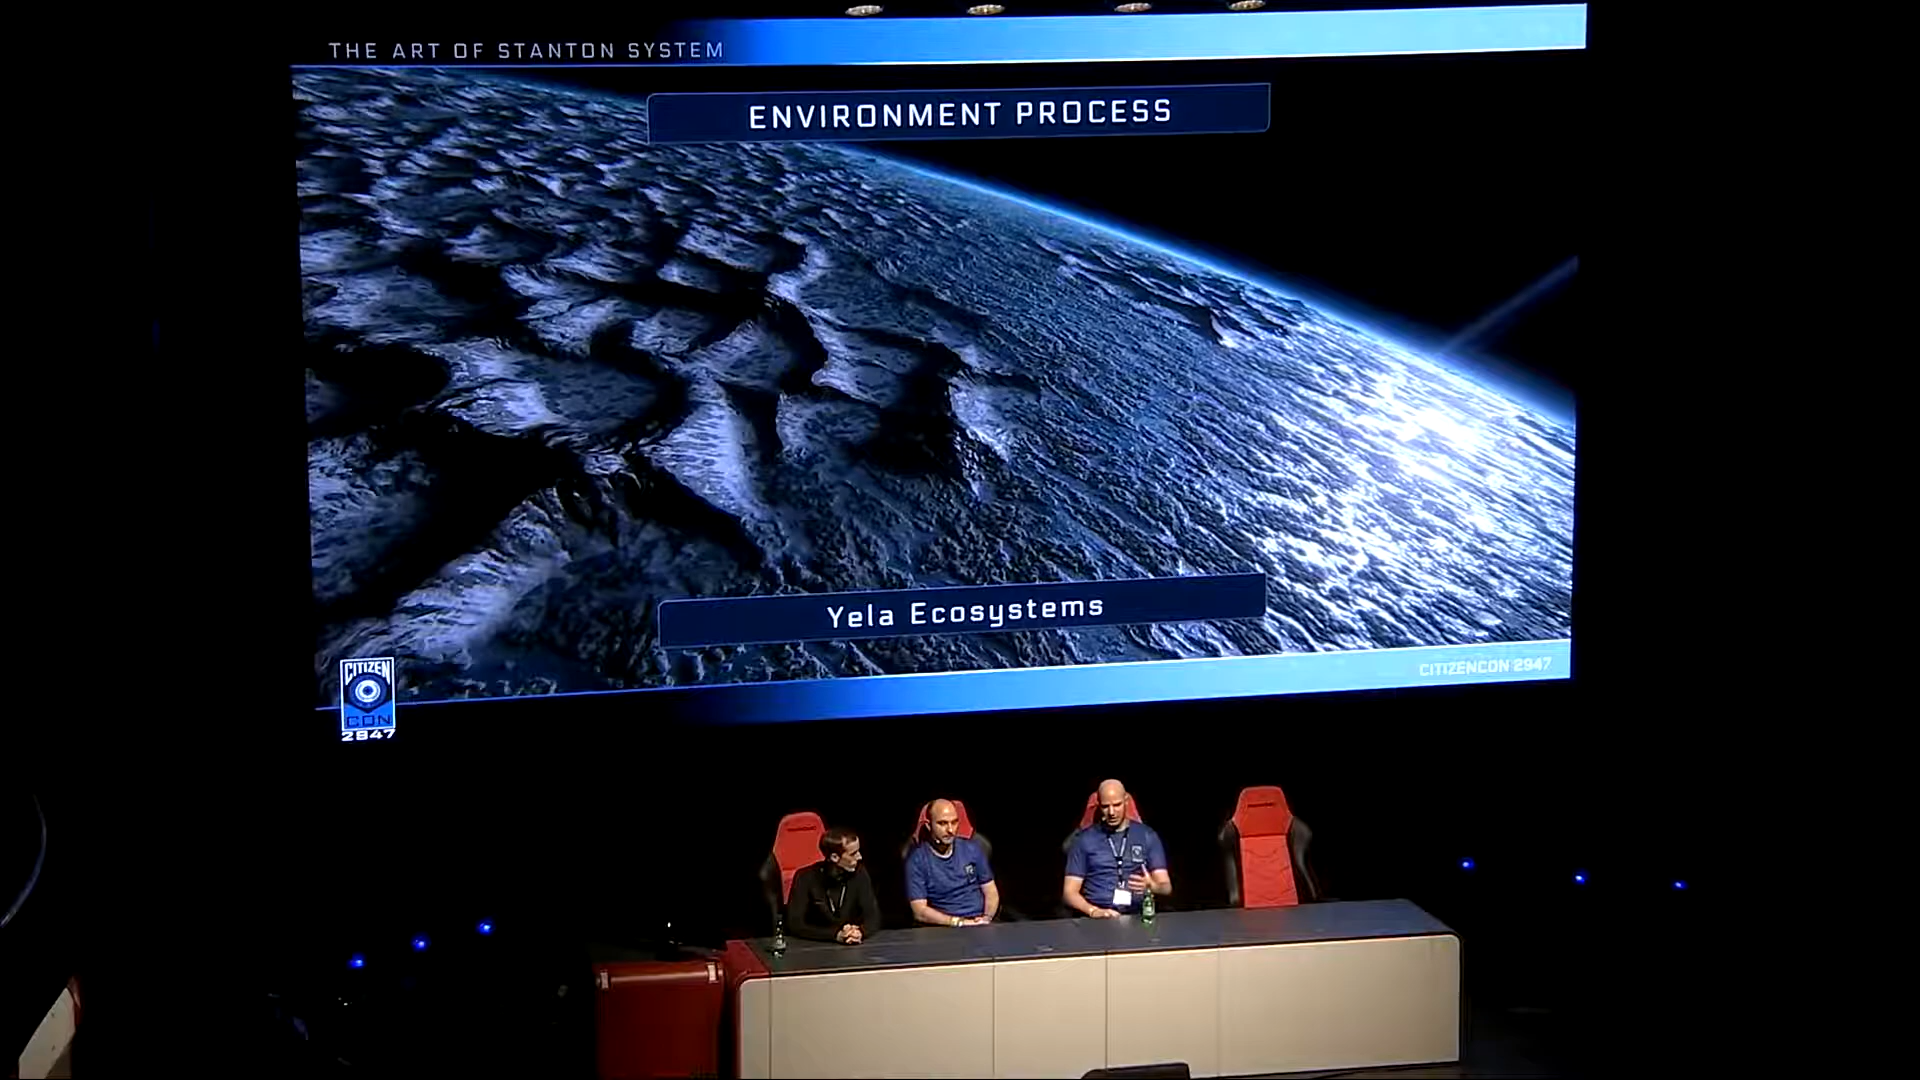 THE ART OF STANTON SYSTEM
ENVIRONMENT PROCESS
Yela Ecosystems
CITIZENCON 2947
CITIZEN
CON
2947